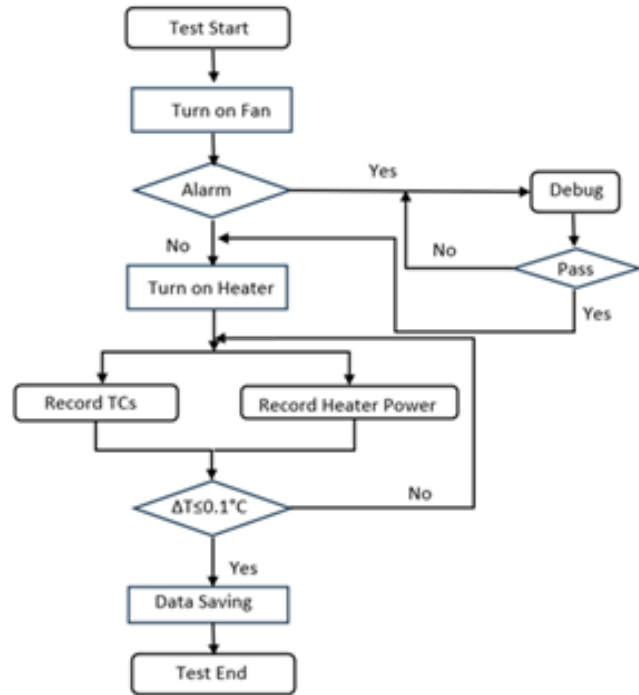 Test Start
Turn on Fan
Alarm
Yes
Debug
No
No
Pass
Turn on Heater
Yes
Record TCs
Record Heater Power
ΔT≤0.1°C
No
Yes
Data Saving
Test End